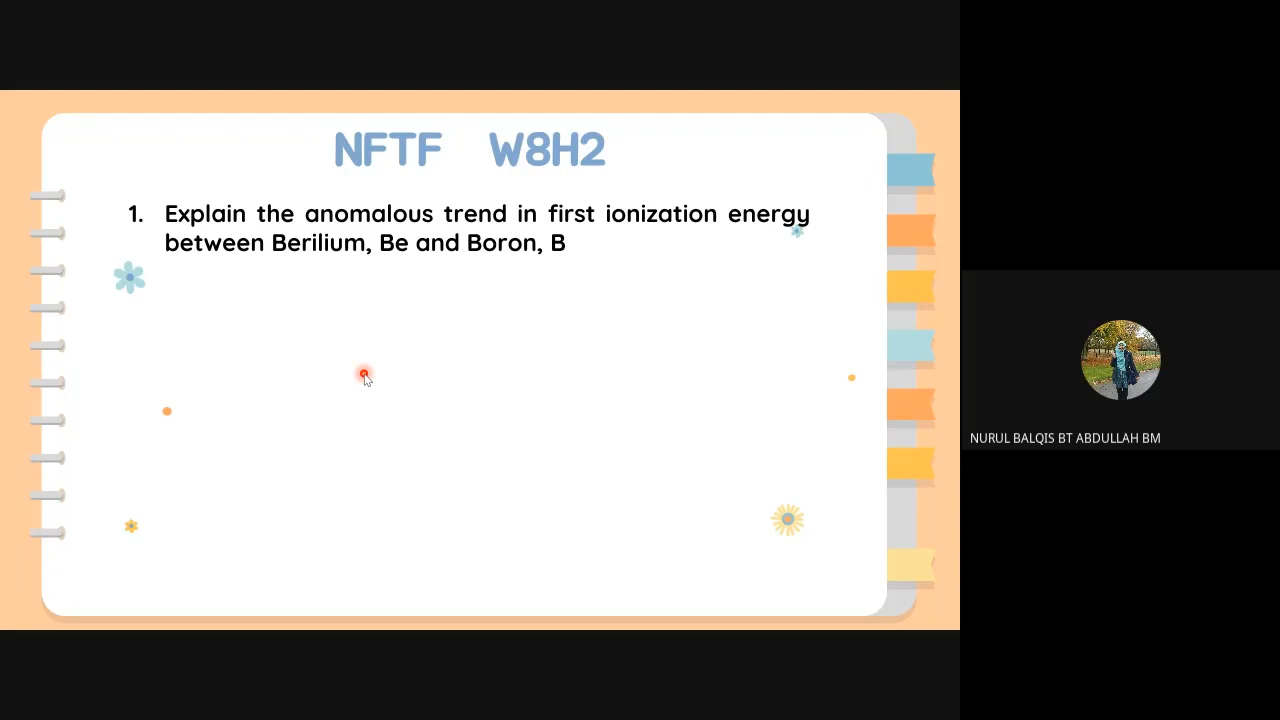 NFTF W8H2
1. Explain the anomalous trend in first ionization energy
between Berilium, Be and Boron, B
NURUL BALQIS BT ABDULLAH BM